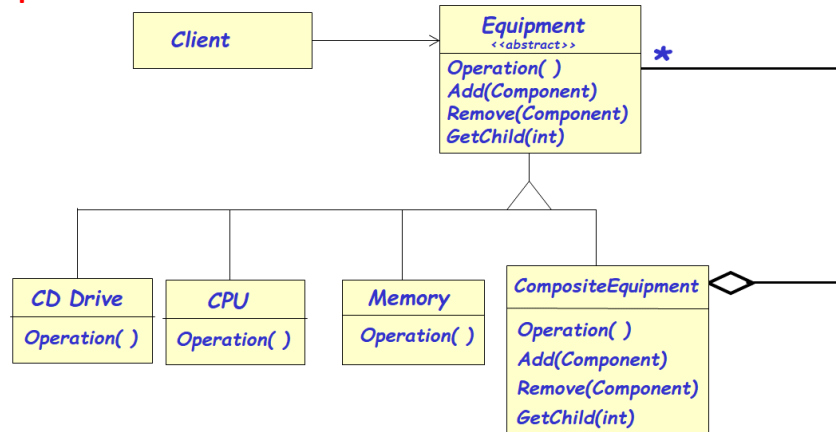 Client
Equipment
<<abstract>>
Operation( )
Add(Component)
Remove(Component)
GetChild(int)
*
CD Drive
Operation( )
CPU
Operation( )
Memory
Operation( )
CompositeEquipment
Operation( )
Add(Component)
Remove(Component)
GetChild(int)